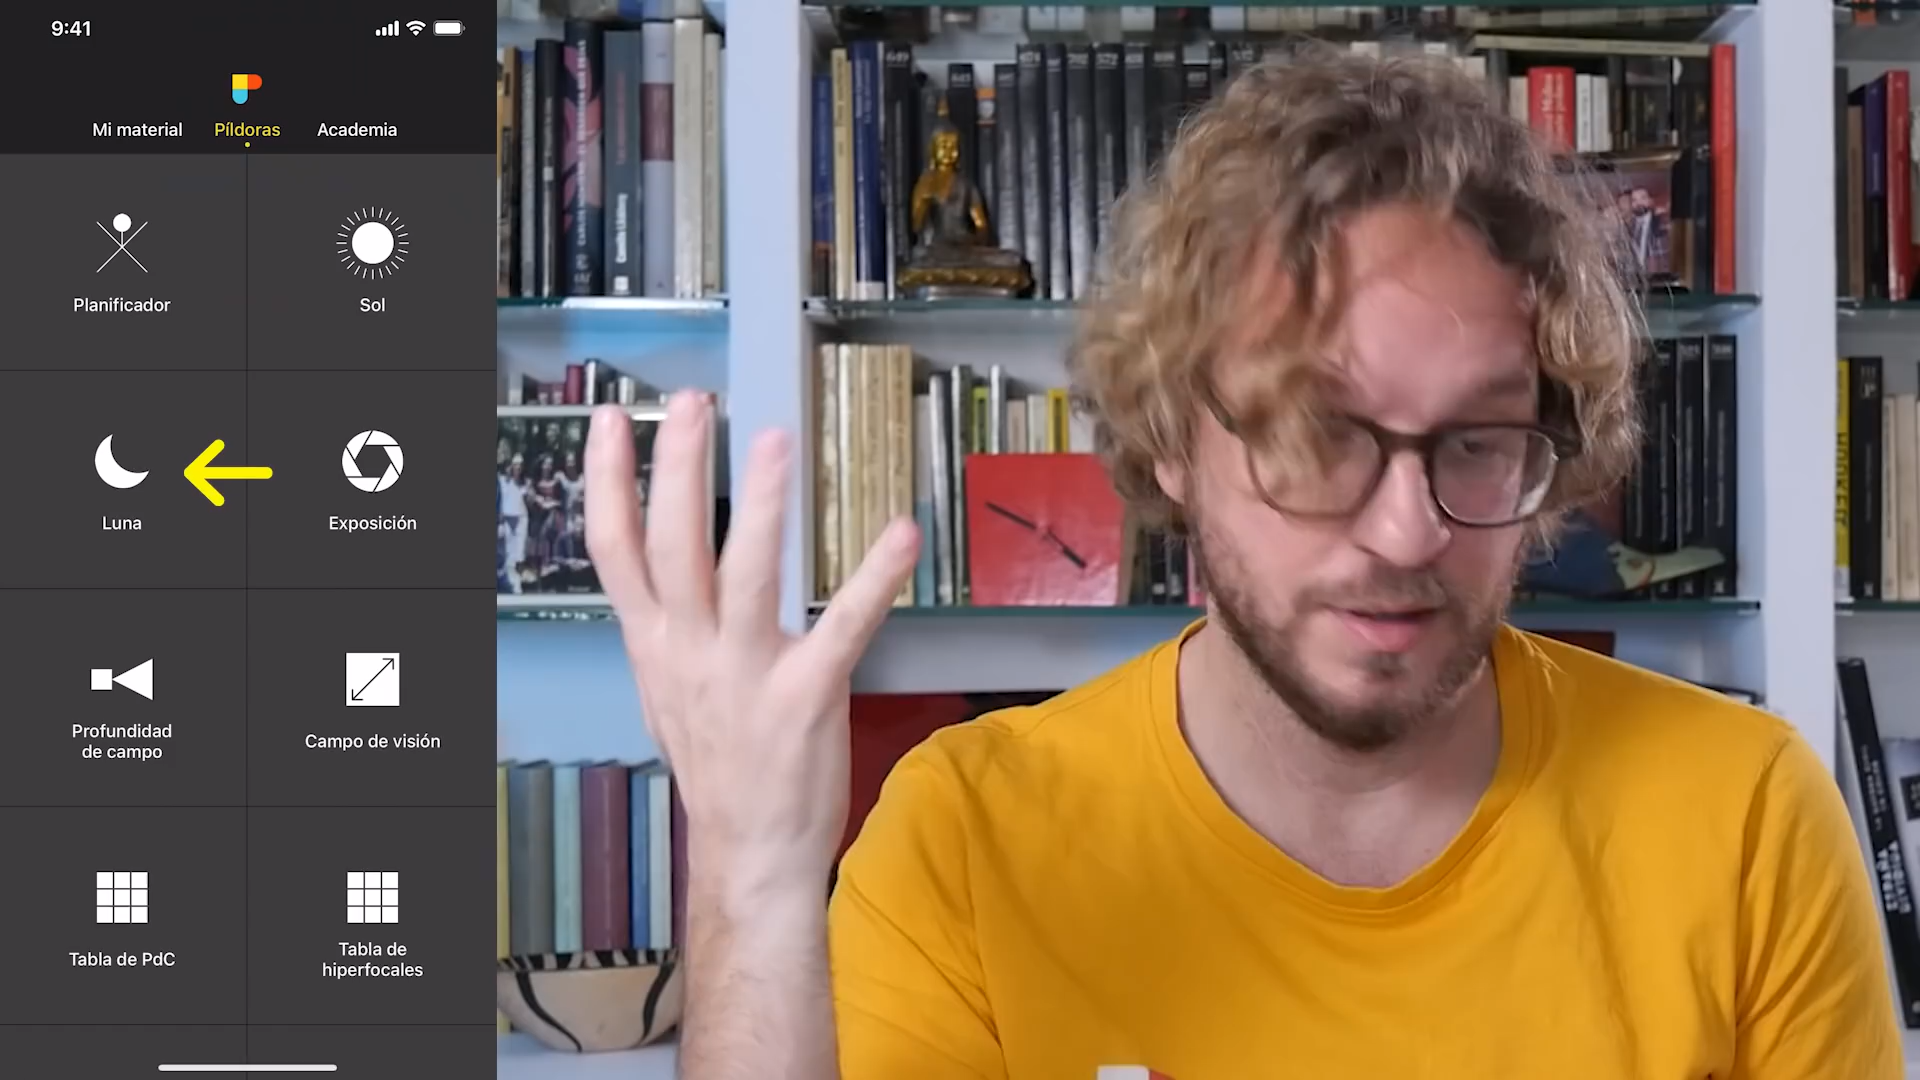 9:41
Mi material
Píldoras
Academia
Planificador
Sol
Luna
Exposición
Profundidad
de campo
Campo de visión
Tabla de PdC
Tabla de
hiperfocales